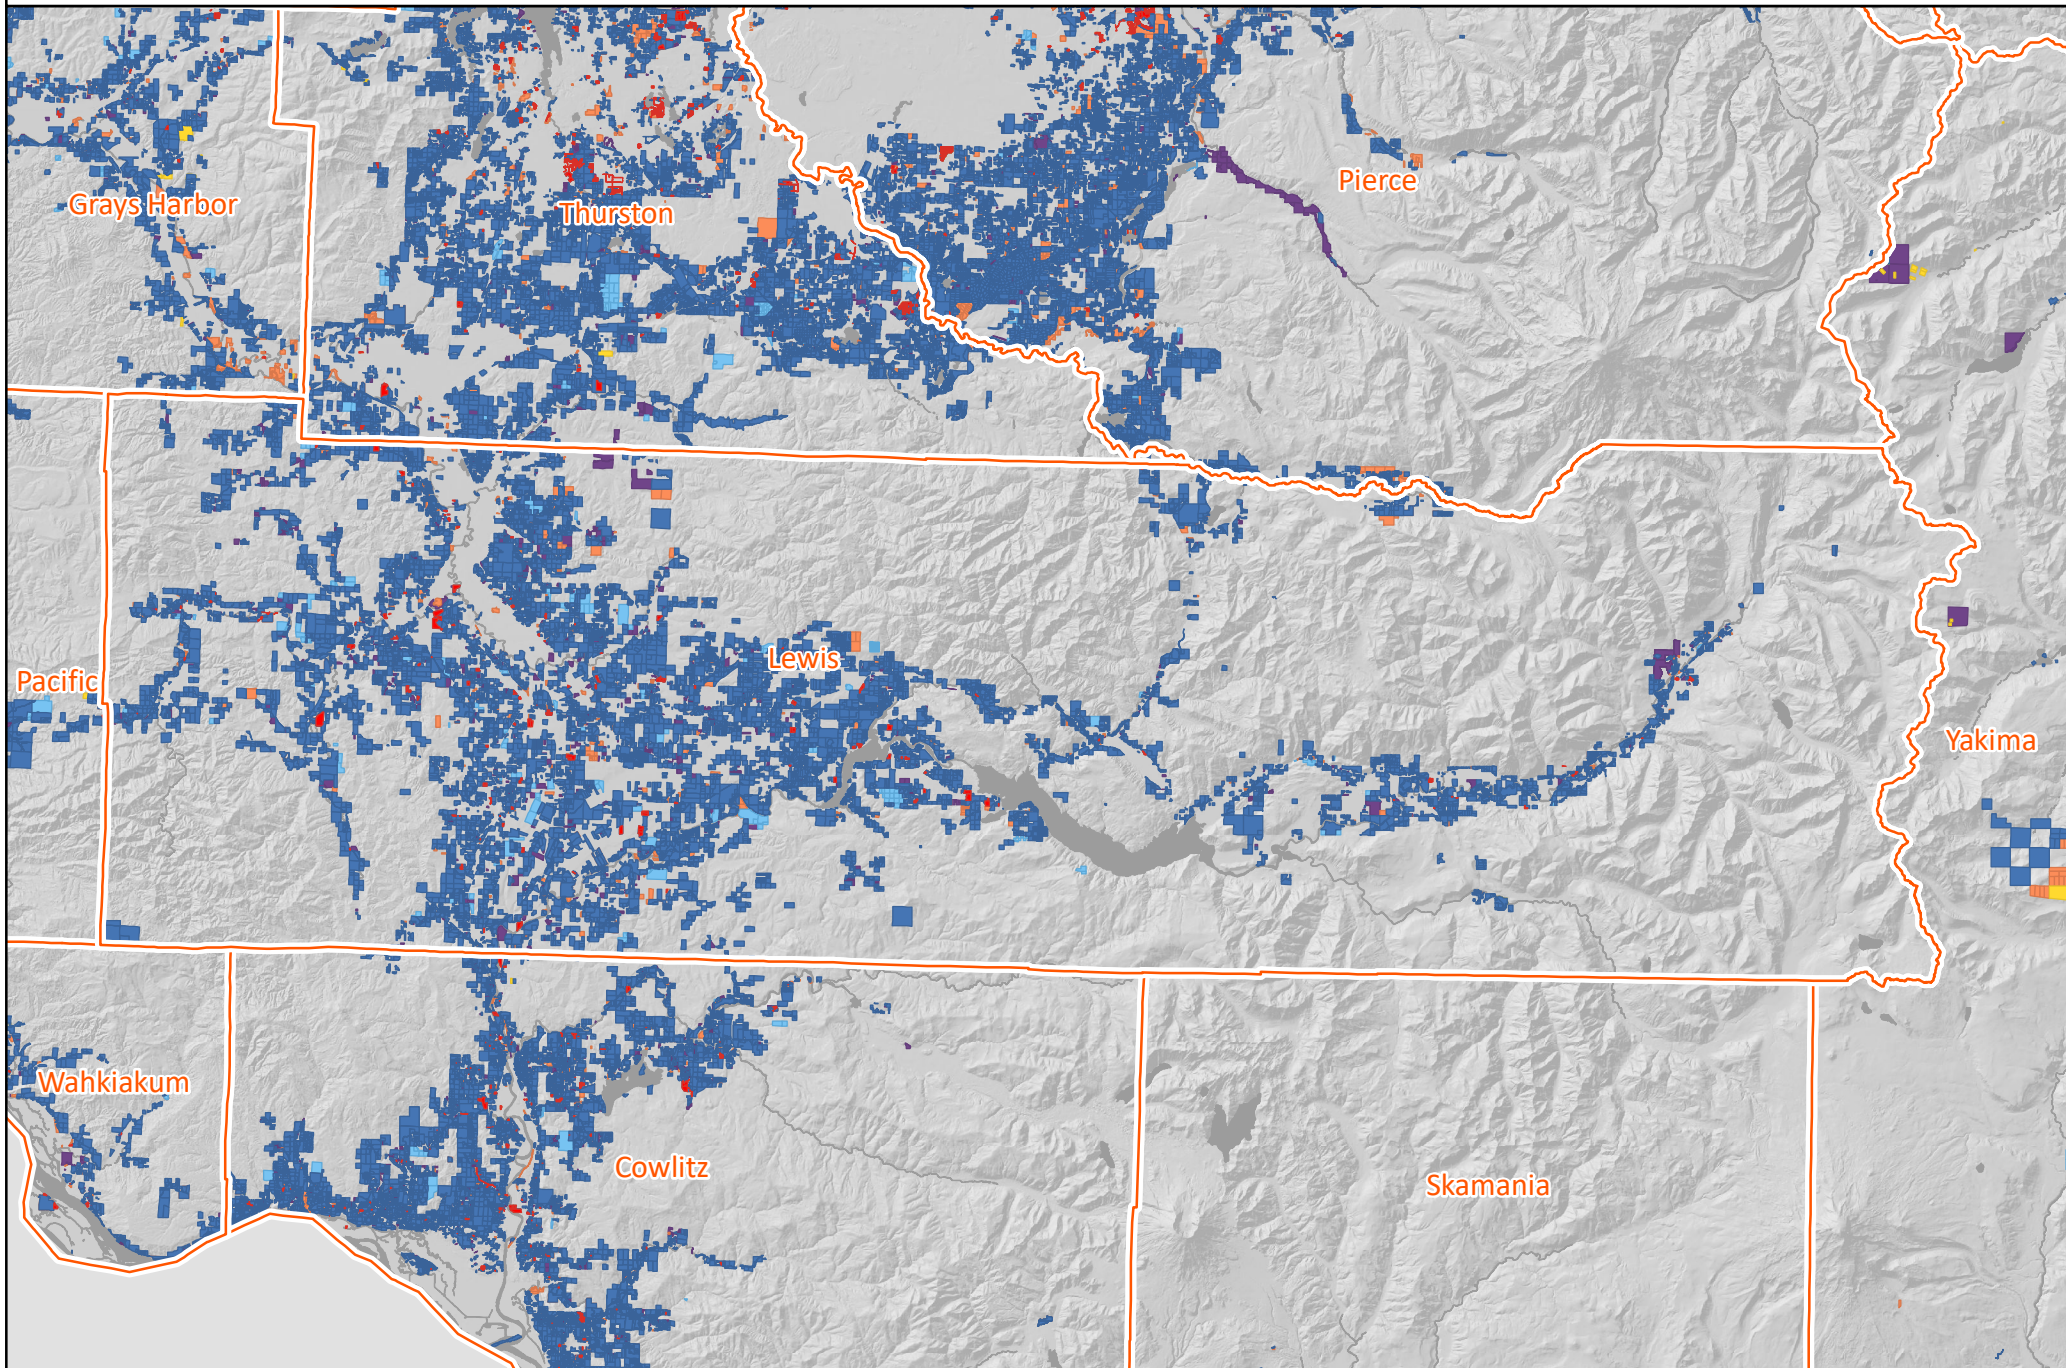 Pierce
Grays Harbor
Thurston
Lewis
Pacific
Yakima
Wahkiakum
Cowlitz
Skamania